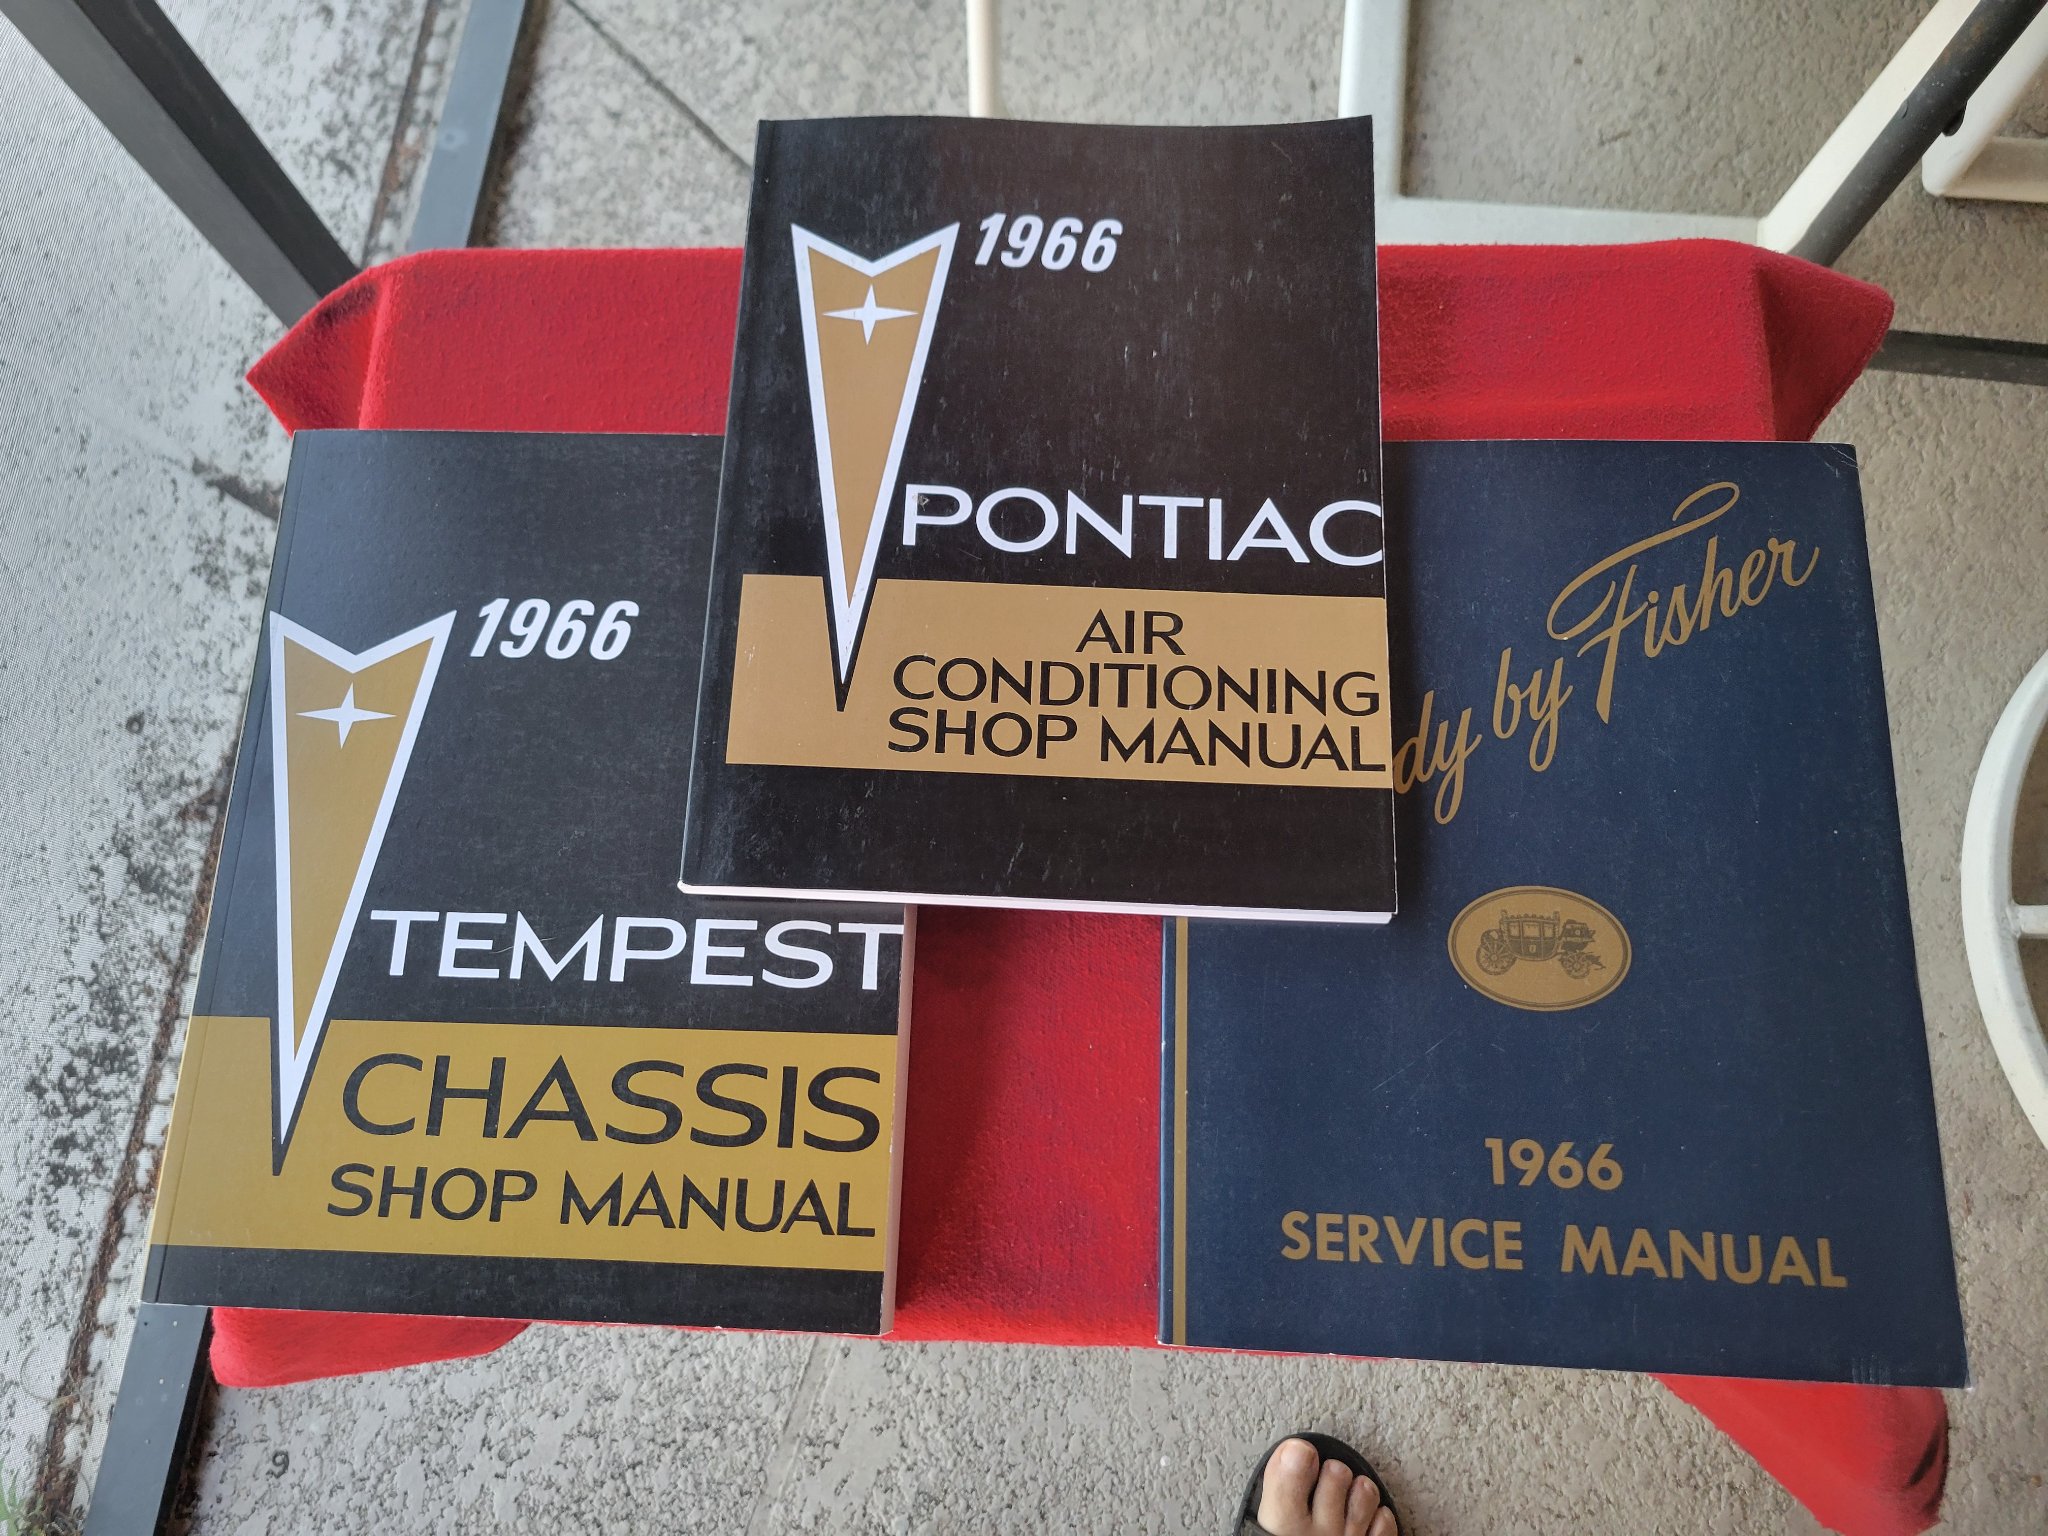 1966
PONTIAC
AIR
CONDITIONING
SHOP MANUAL
1966
TEMPEST
CHASSIS
SHOP MANUAL
dy by Fisher
1966
SERVICE MANUAL